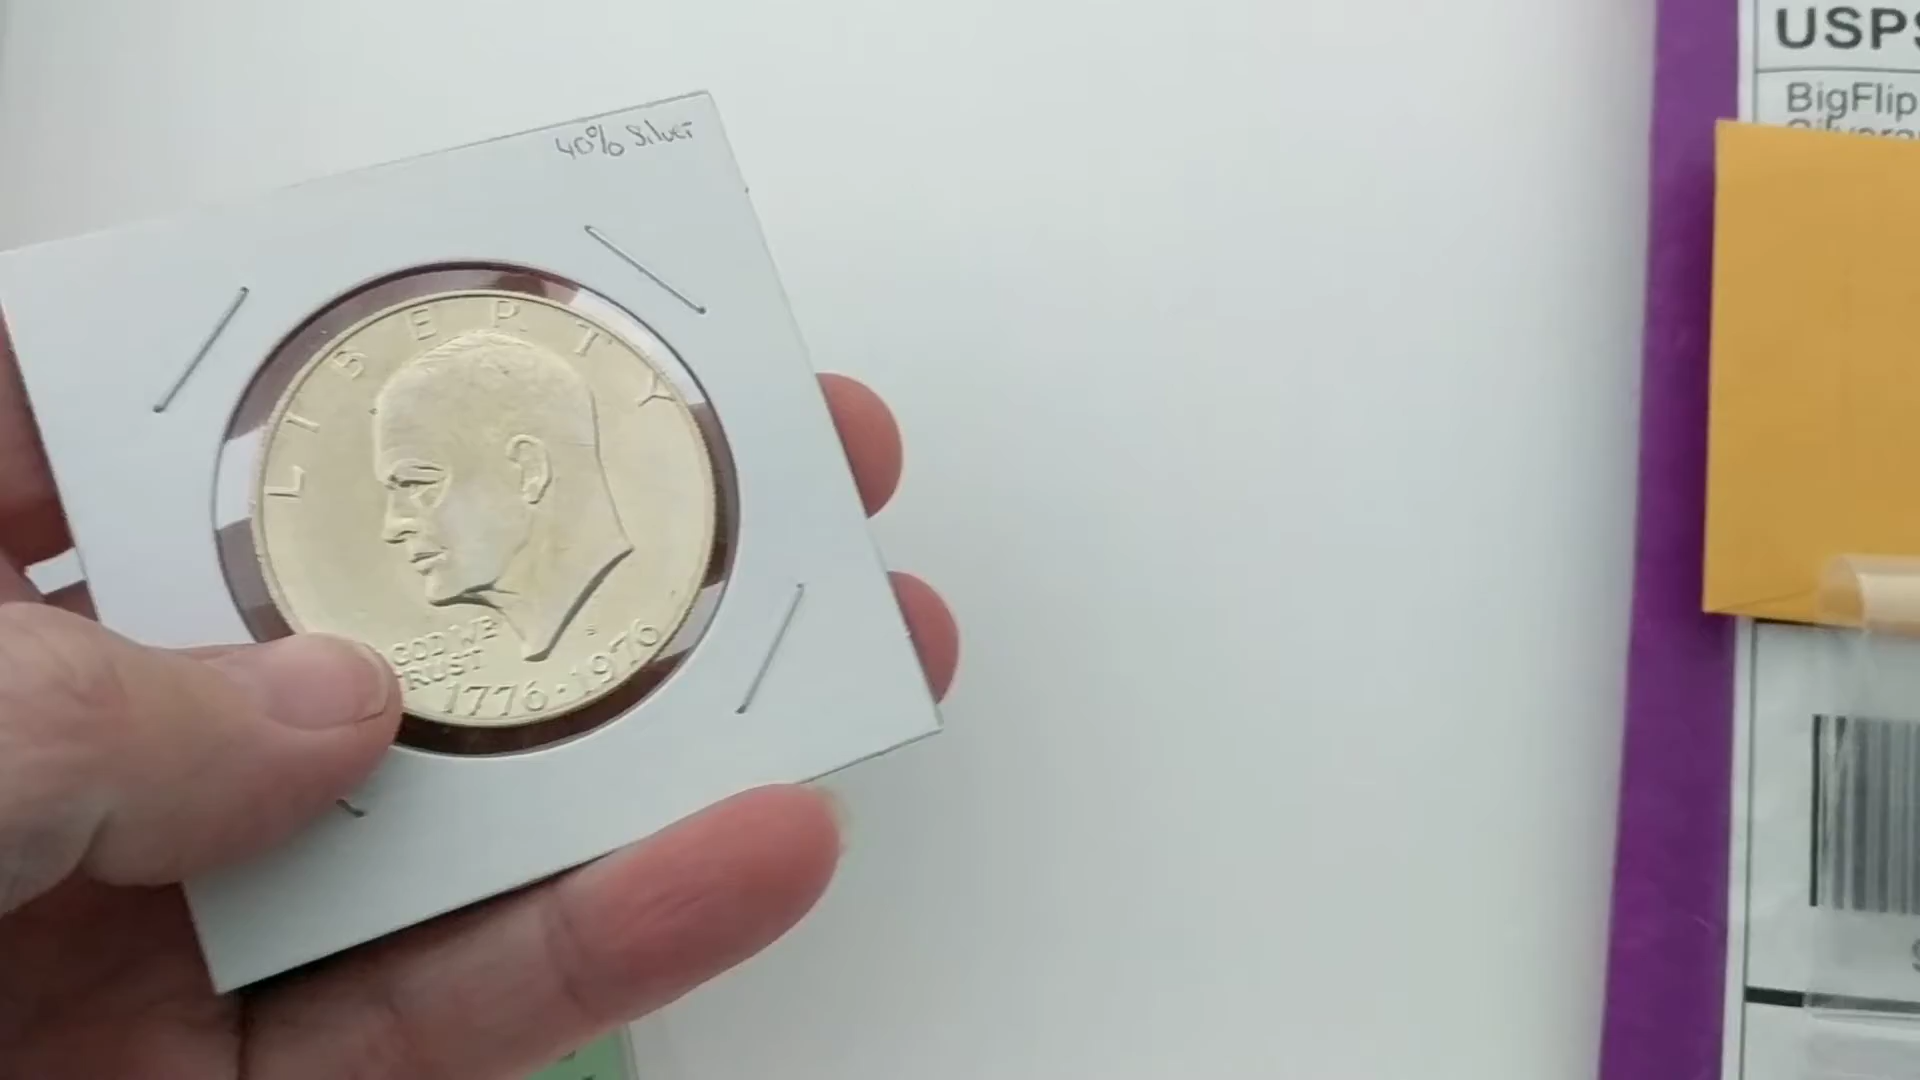 40% Silver
LIBERTY
GOD WE
TRUST
S
1776·1976
USPS
BigFlip